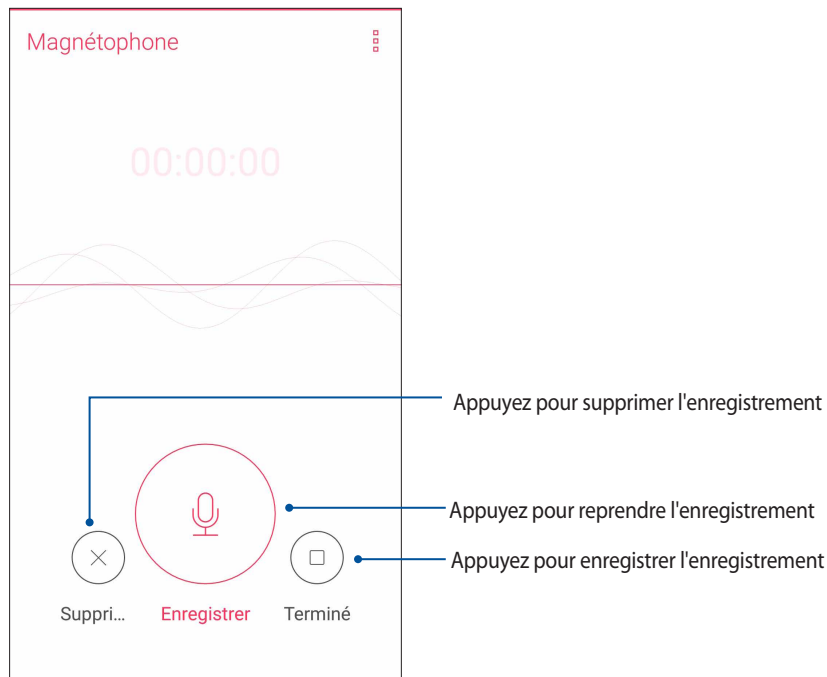 Magnétophone
00:00:00
Appuyez pour supprimer l'enregistrement
Appuyez pour reprendre l'enregistrement
Appuyez pour enregistrer l'enregistrement
Suppri... Enregistrer Terminé